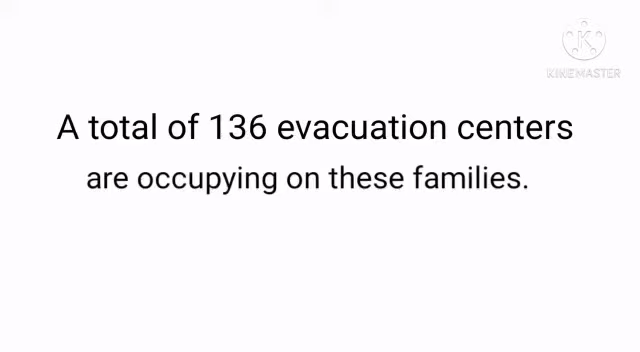 KINEMASTER
A total of 136 evacuation centers
are occupying on these families.